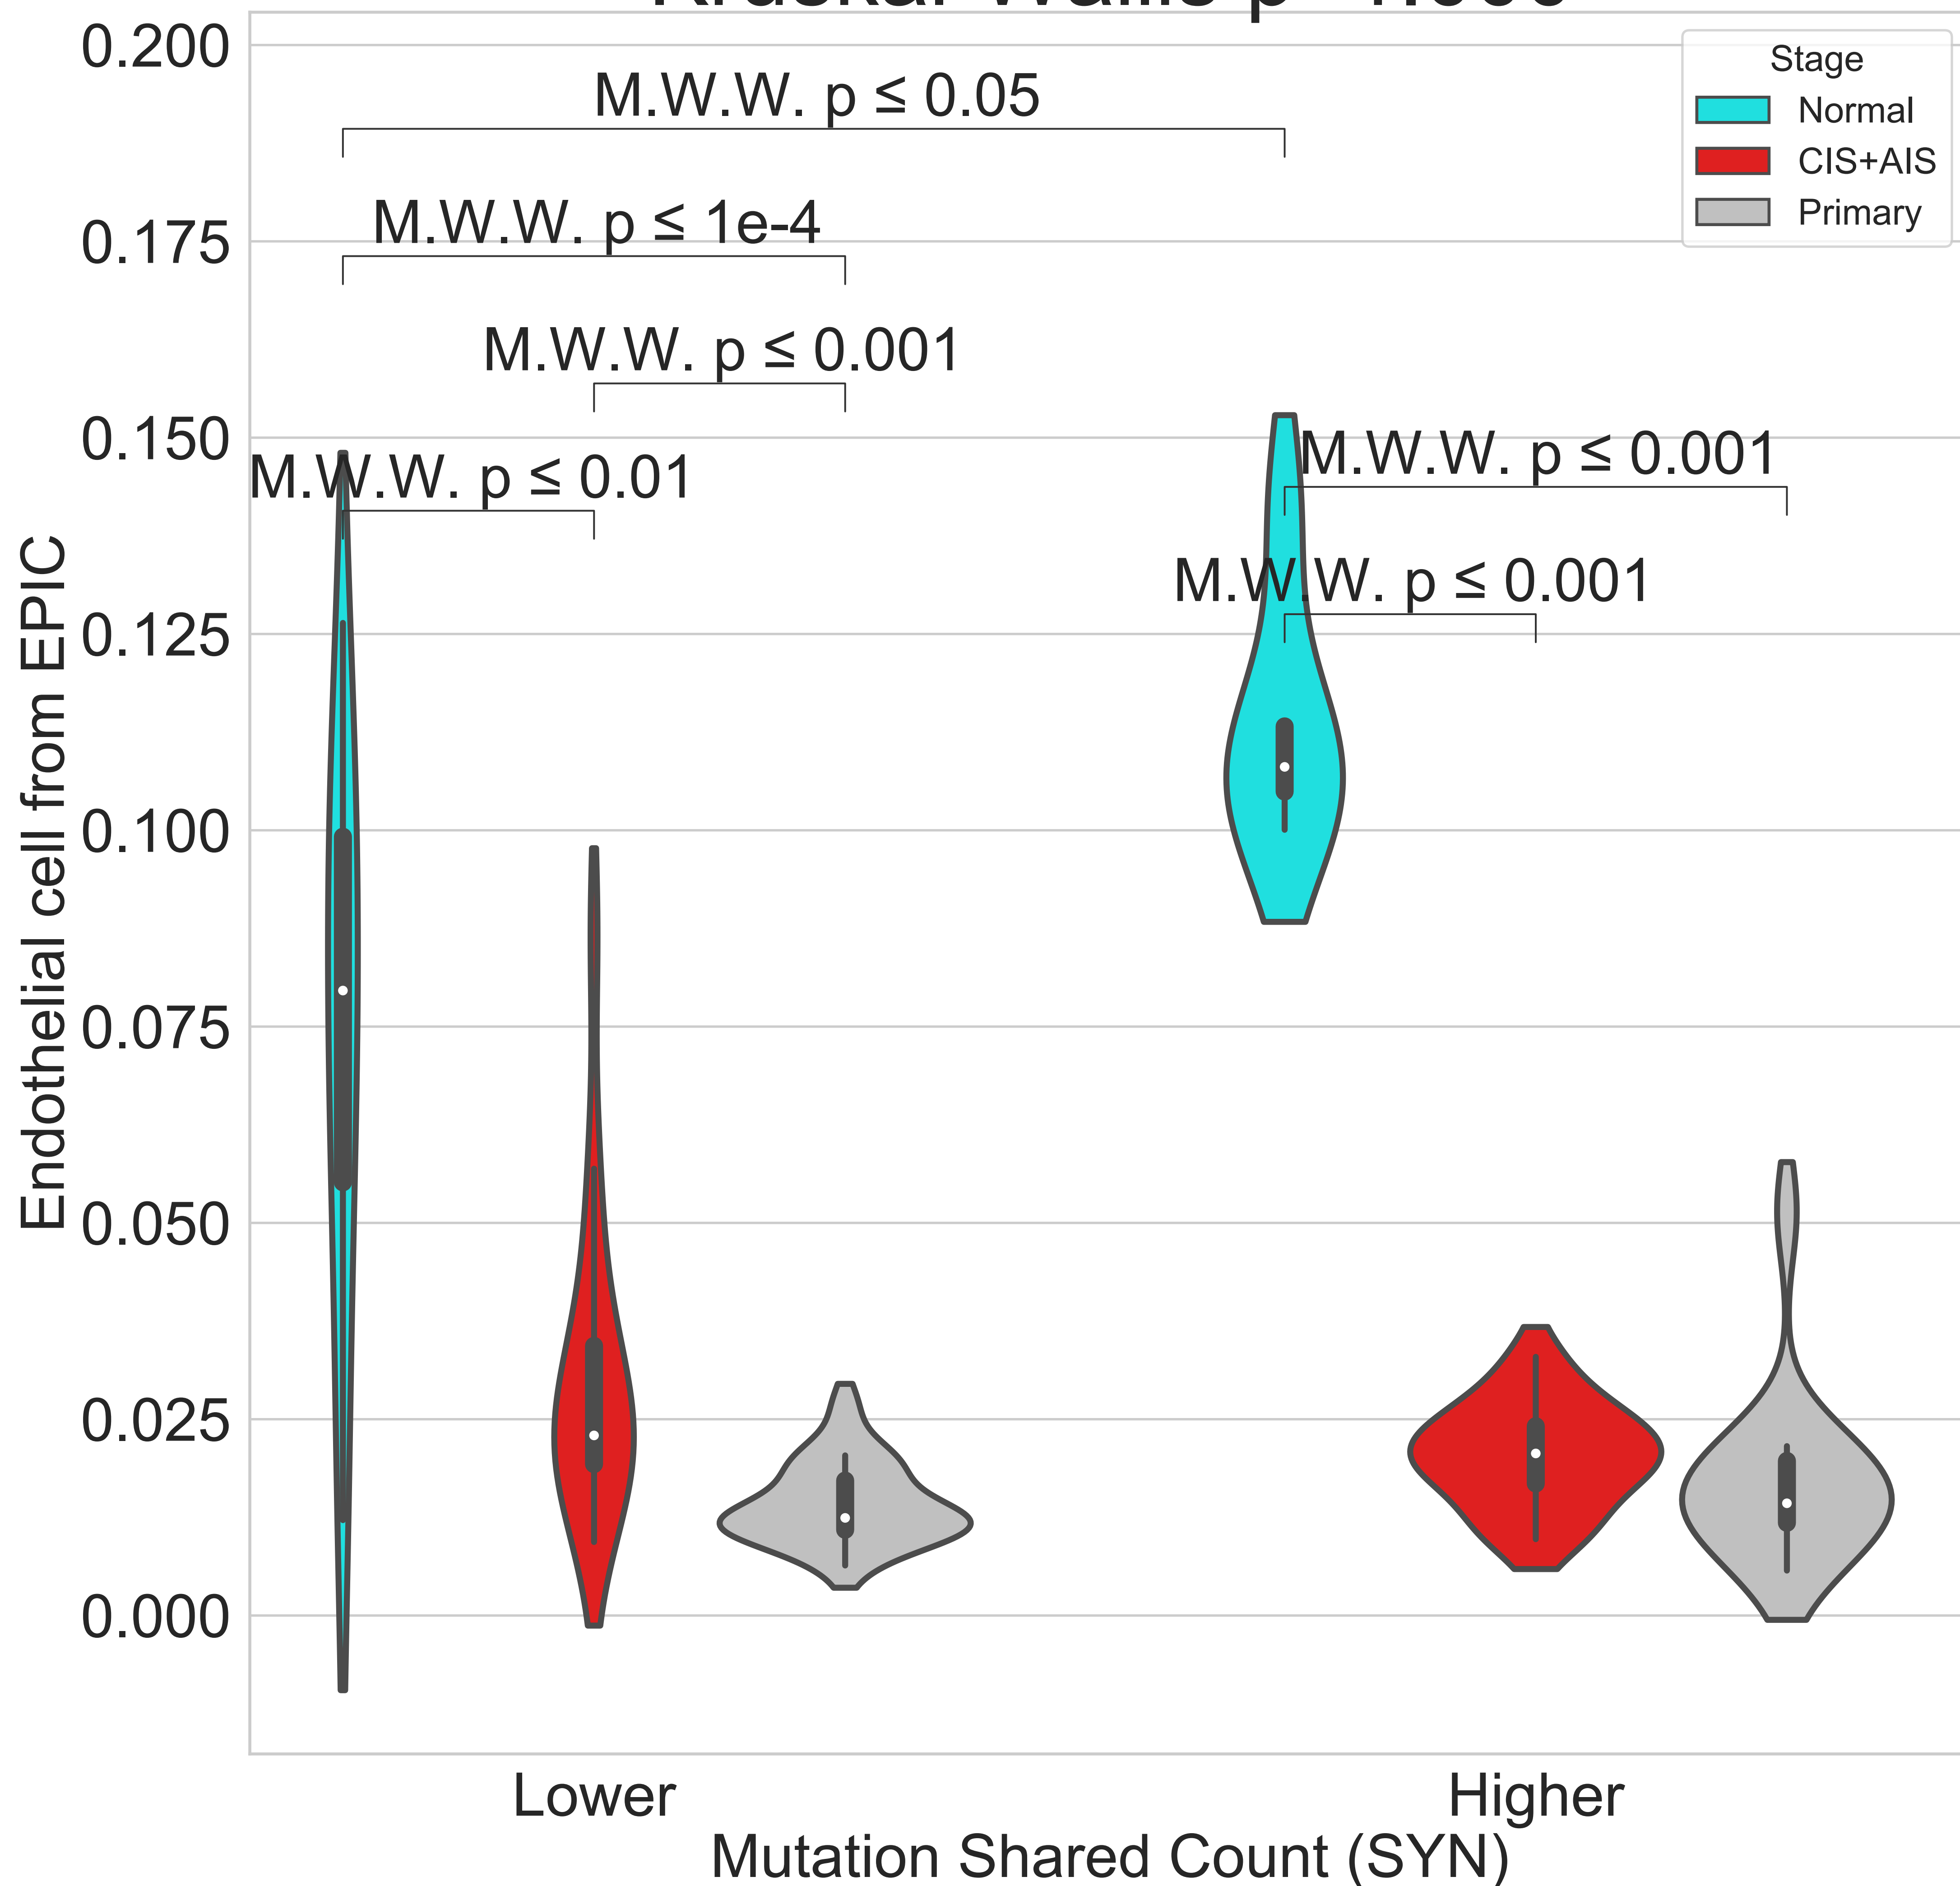 0.200
0.175
0.150
0.125
0.100
0.075
0.050
0.025
0.000
Endothelial cell from EPIC
M.W.W. p ≤ 0.05
M.W.W. p ≤ 1e-4
M.W.W. p ≤ 0.001
M.W.W. p ≤ 0.01
M.W.W. p ≤ 0.001
M.W.W. p ≤ 0.001
Stage
Normal
CIS+AIS
Primary
Lower
Higher
Mutation Shared Count (SYN)